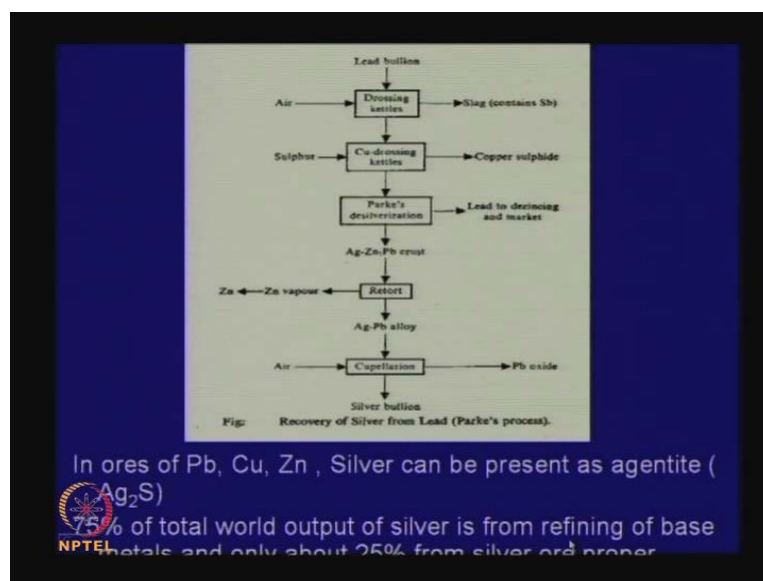 Lead bullion
Air
Drossing
kettles
Slag (contains Sb)
Sulphur
Cu-drossing
kettles
Copper sulphide
Parke's
desilverization
Lead to dezincing
and market
Ag-Zn-Pb crust
Zn
Zn vapour
Retort
Ag-Pb alloy
Air
Cupellation
Pb oxide
Silver bullion
Fig: Recovery of Silver from Lead (Parke's process).
In ores of Pb, Cu, Zn , Silver can be present as agentite (
Ag2S)
75% of total world output of silver is from refining of base
metals and only about 25% from silver ore proper
NPTEL